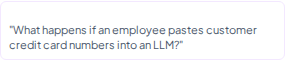 "What happens if an employee pastes customer
credit card numbers into an LLM?"